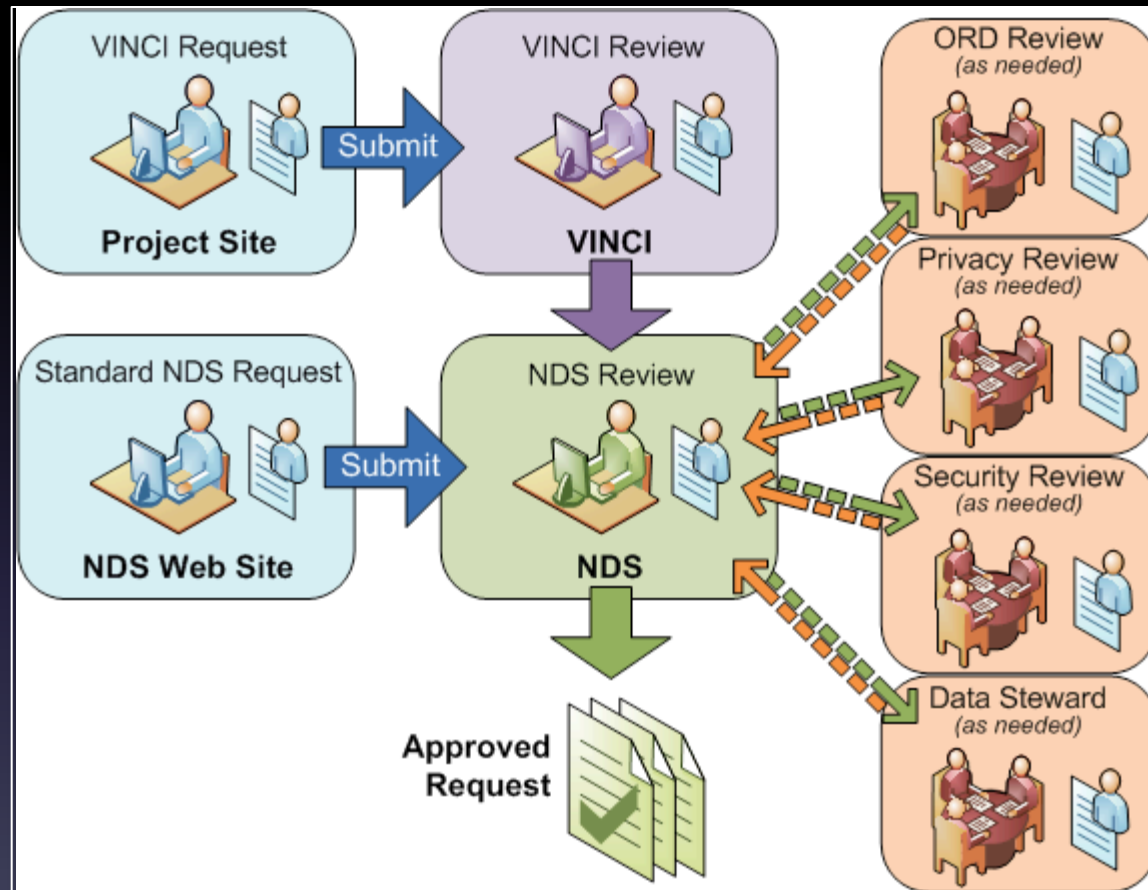 VINCI Request
Project Site
Submit
VINCI Review
VINCI
Standard NDS Request
NDS Web Site
Submit
NDS Review
NDS
Approved
Request
ORD Review
(as needed)
Privacy Review
(as needed)
Security Review
(as needed)
Data Steward
(as needed)